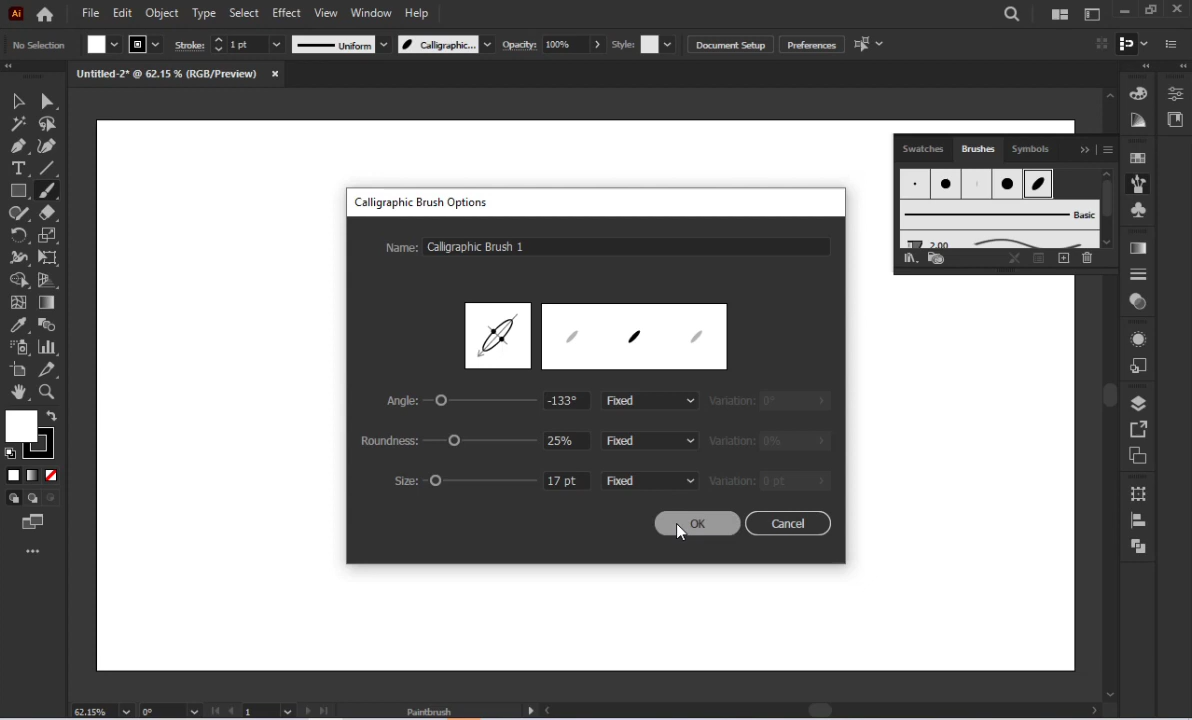 Ai File Edit Object Type Select Effect View Window Help
No Selection Stroke: 1 pt Uniform Calligraphic... Opacity: 100% Style: Document Setup Preferences
Untitled-2* @ 62.15 % (RGB/Preview) ×
Swatches Brushes Symbols
Basic
2.00
Calligraphic Brush Options
Name: Calligraphic Brush 1
Angle: -133° Fixed Variation: 0°
Roundness: 25% Fixed Variation: 0%
Size: 17 pt Fixed Variation: 0 pt
OK Cancel
62.15% 0° 1 Paintbrush